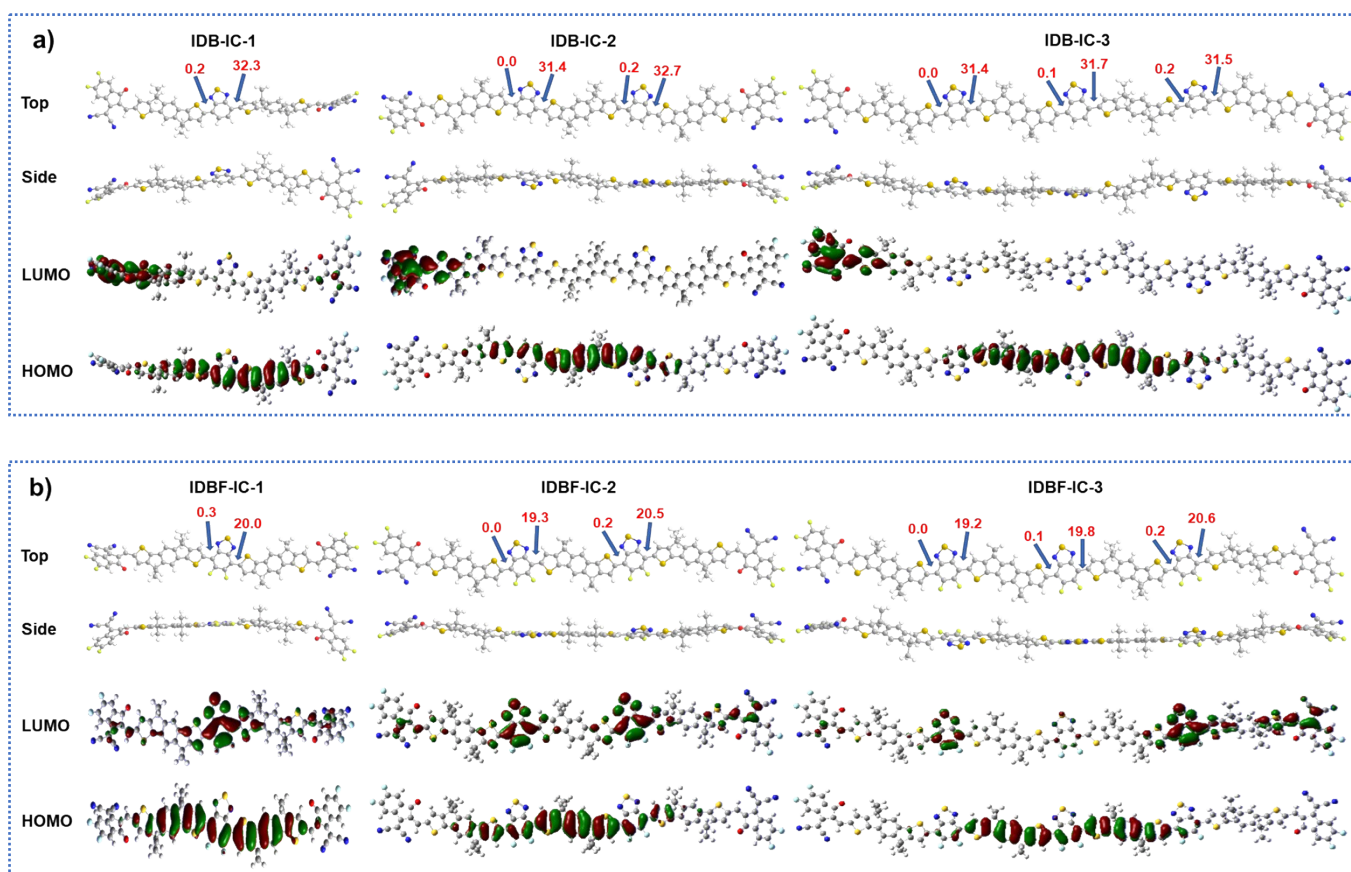 a)
IDB-IC-1 IDB-IC-2 IDB-IC-3
0.2 32.3 0.0 31.4 0.2 32.7 0.0 31.4 0.1 31.7 0.2 31.5
Top
Side
LUMO
HOMO
b)
IDBF-IC-1 IDBF-IC-2 IDBF-IC-3
0.3 20.0 0.0 19.3 0.2 20.5 0.0 19.2 0.1 19.8 0.2 20.6
Top
Side
LUMO
HOMO